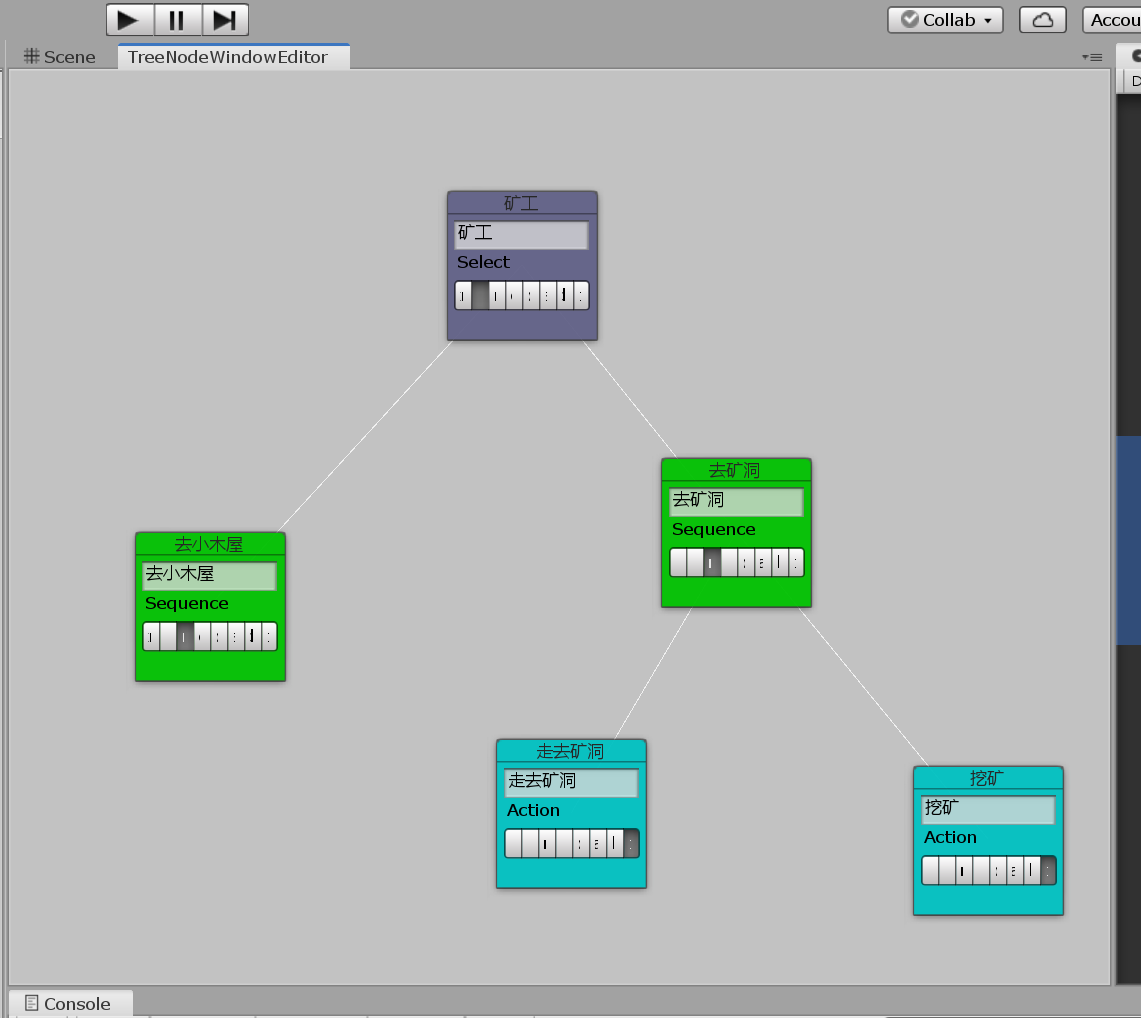 Collab
Accou
Scene
TreeNodeWindowEditor
D
矿工
矿工
Select
去矿洞
去矿洞
Sequence
去小木屋
去小木屋
Sequence
走去矿洞
走去矿洞
Action
挖矿
挖矿
Action
Console